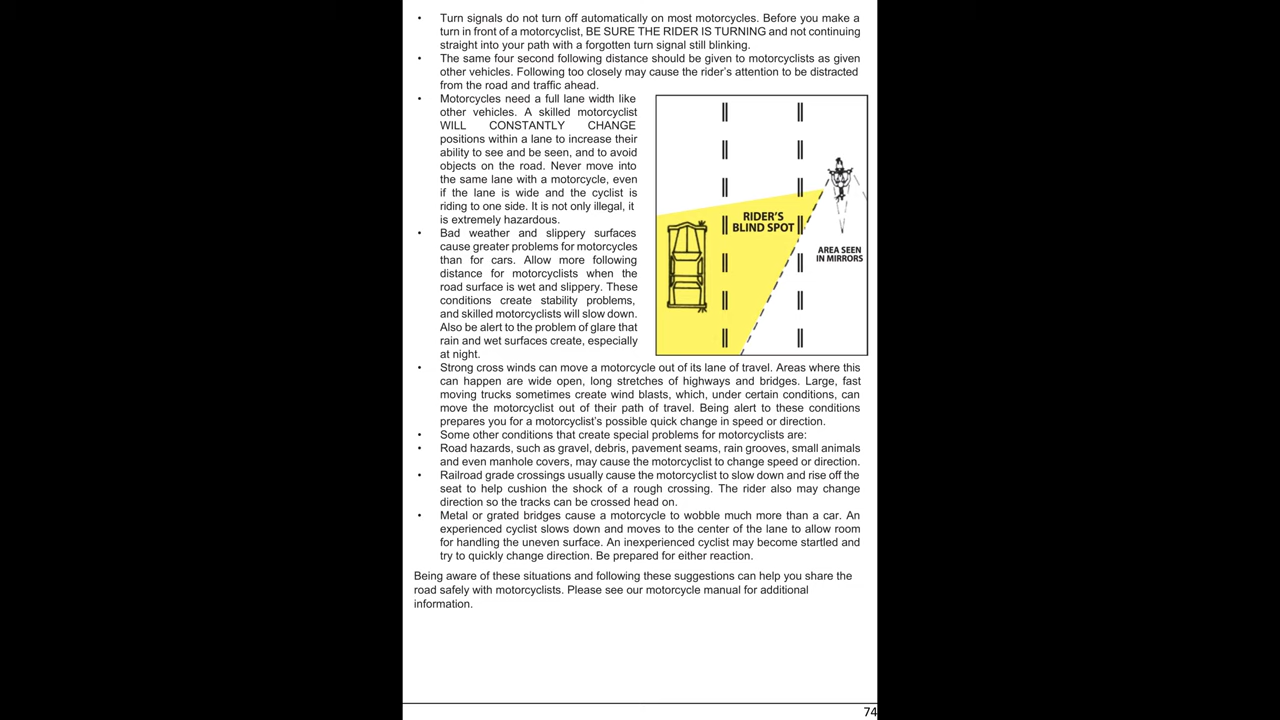 • Turn signals do not turn off automatically on most motorcycles. Before you make a
turn in front of a motorcyclist, BE SURE THE RIDER IS TURNING and not continuing
straight into your path with a forgotten turn signal still blinking.
• The same four second following distance should be given to motorcyclists as given
other vehicles. Following too closely may cause the rider’s attention to be distracted
from the road and traffic ahead.
• Motorcycles need a full lane width like
other vehicles. A skilled motorcyclist
WILL CONSTANTLY CHANGE
positions within a lane to increase their
ability to see and be seen, and to avoid
objects on the road. Never move into
the same lane with a motorcycle, even
if the lane is wide and the cyclist is
riding to one side. It is not only illegal, it
is extremely hazardous.
• Bad weather and slippery surfaces
cause greater problems for motorcycles
than for cars. Allow more following
distance for motorcyclists when the
road surface is wet and slippery. These
conditions create stability problems,
and skilled motorcyclists will slow down.
Also be alert to the problem of glare that
rain and wet surfaces create, especially
at night.
RIDER’S
BLIND SPOT
AREA SEEN
IN MIRRORS
• Strong cross winds can move a motorcycle out of its lane of travel. Areas where this
can happen are wide open, long stretches of highways and bridges. Large, fast
moving trucks sometimes create wind blasts, which, under certain conditions, can
move the motorcyclist out of their path of travel. Being alert to these conditions
prepares you for a motorcyclist’s possible quick change in speed or direction.
• Some other conditions that create special problems for motorcyclists are:
• Road hazards, such as gravel, debris, pavement seams, rain grooves, small animals
and even manhole covers, may cause the motorcyclist to change speed or direction.
• Railroad grade crossings usually cause the motorcyclist to slow down and rise off the
seat to help cushion the shock of a rough crossing. The rider also may change
direction so the tracks can be crossed head on.
• Metal or grated bridges cause a motorcycle to wobble much more than a car. An
experienced cyclist slows down and moves to the center of the lane to allow room
for handling the uneven surface. An inexperienced cyclist may become startled and
try to quickly change direction. Be prepared for either reaction.
Being aware of these situations and following these suggestions can help you share the
road safely with motorcyclists. Please see our motorcycle manual for additional
information.
74